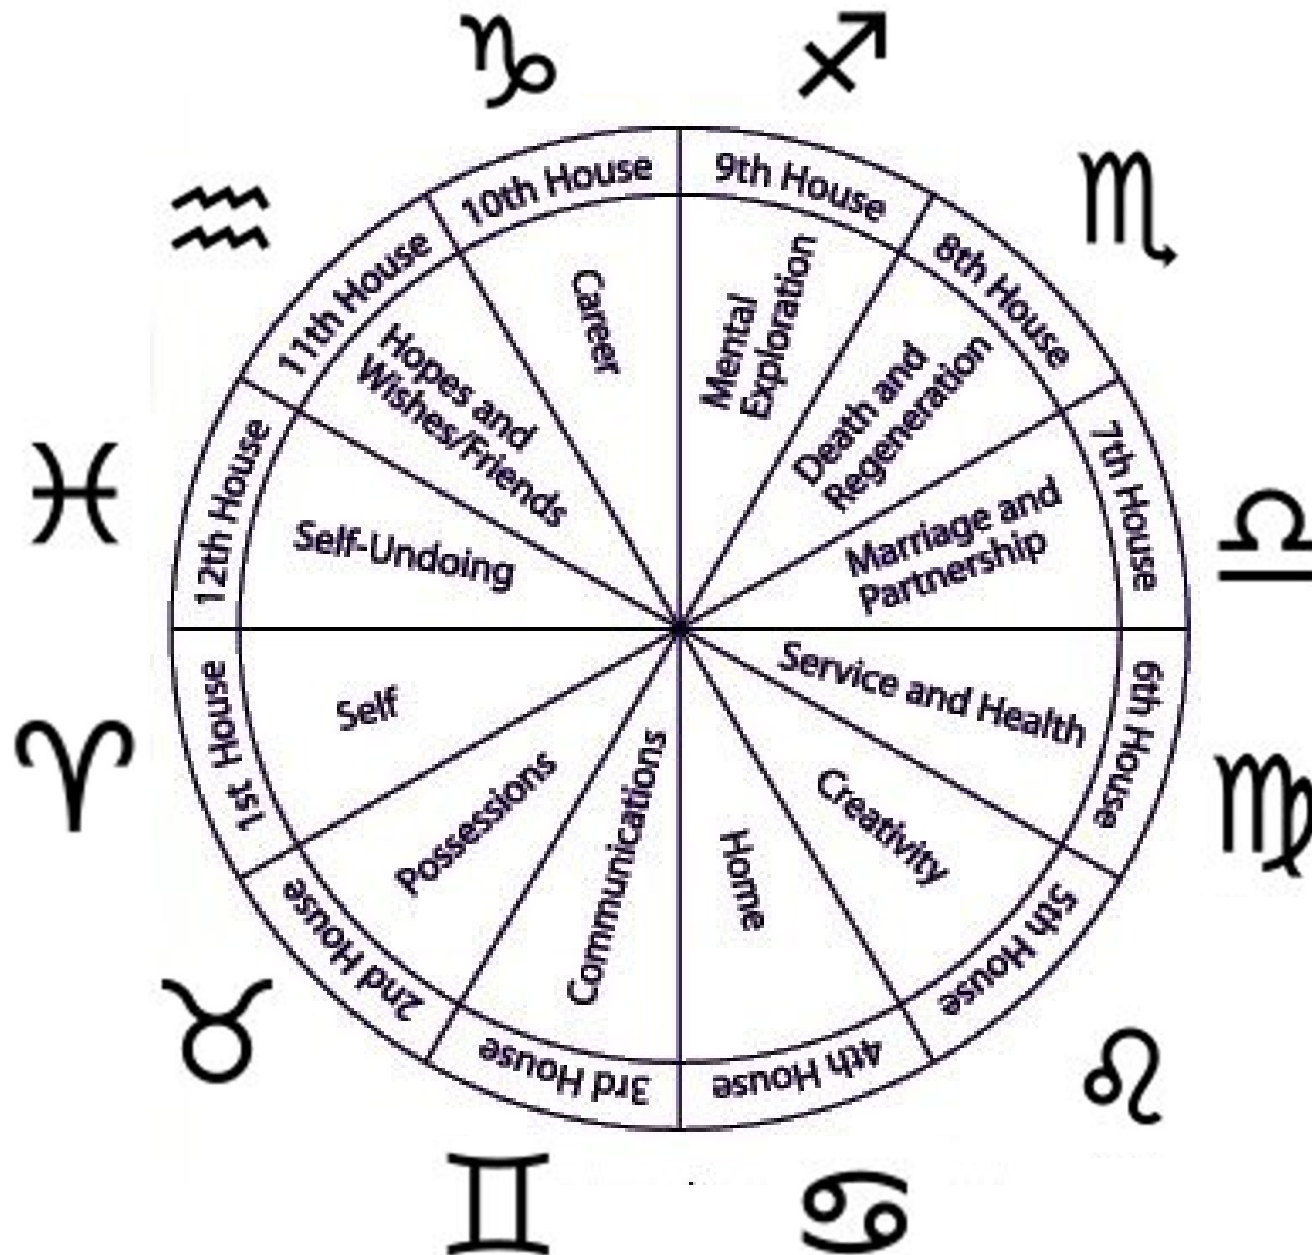 ♑
♐
♏
♎
♍
♌
♋
♊
♉
♈
♓
♒
10th House
Career
9th House
Mental
Exploration
8th House
Death and
Regeneration
7th House
Marriage and
Partnership
6th House
Service and Health
5th House
Creativity
4th House
Home
3rd House
Communications
2nd House
Possessions
1st House
Self
12th House
Self-Undoing
11th House
Hopes and
Wishes/Friends